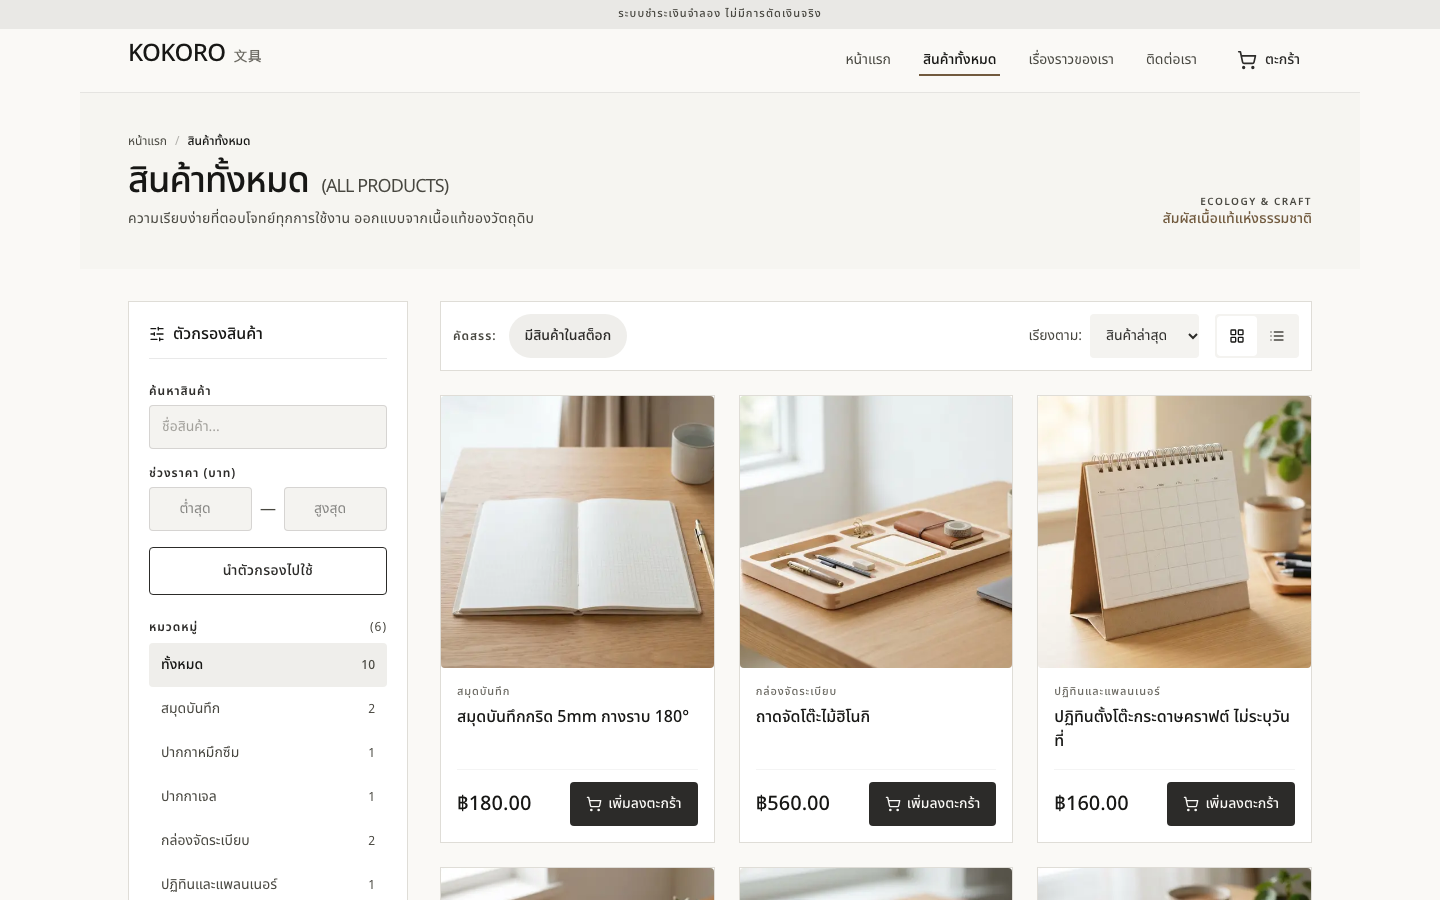 ระบบชำระเงินจำลอง ไม่มีการตัดเงินจริง
KOKORO 文具
หน้าแรก
สินค้าทั้งหมด
เรื่องราวของเรา
ติดต่อเรา
ตะกร้า
หน้าแรก / สินค้าทั้งหมด
สินค้าทั้งหมด (ALL PRODUCTS)
ความเรียบง่ายที่ตอบโจทย์ทุกการใช้งาน ออกแบบจากเนื้อแท้ของวัตถุดิบ
ECOLOGY & CRAFT
สัมผัสเนื้อแท้แห่งธรรมชาติ
ตัวกรองสินค้า
ค้นหาสินค้า
ชื่อสินค้า...
ช่วงราคา (บาท)
ต่ำสุด — สูงสุด
นำตัวกรองไปใช้
หมวดหมู่ (6)
ทั้งหมด 10
สมุดบันทึก 2
ปากกาหมึกซึม 1
ปากกาเจล 1
กล่องจัดระเบียบ 2
ปฏิทินและแพลนเนอร์ 1
คัดสรร: มีสินค้าในสต็อก
เรียงตาม: สินค้าล่าสุด
สมุดบันทึก
สมุดบันทึกกริด 5mm กางราบ 180°
฿180.00 เพิ่มลงตะกร้า
กล่องจัดระเบียบ
ถาดจัดโต๊ะไม้ฮิโนกิ
฿560.00 เพิ่มลงตะกร้า
ปฏิทินและแพลนเนอร์
ปฏิทินตั้งโต๊ะกระดาษคราฟต์ ไม่ระบุวัน
ที่
฿160.00 เพิ่มลงตะกร้า